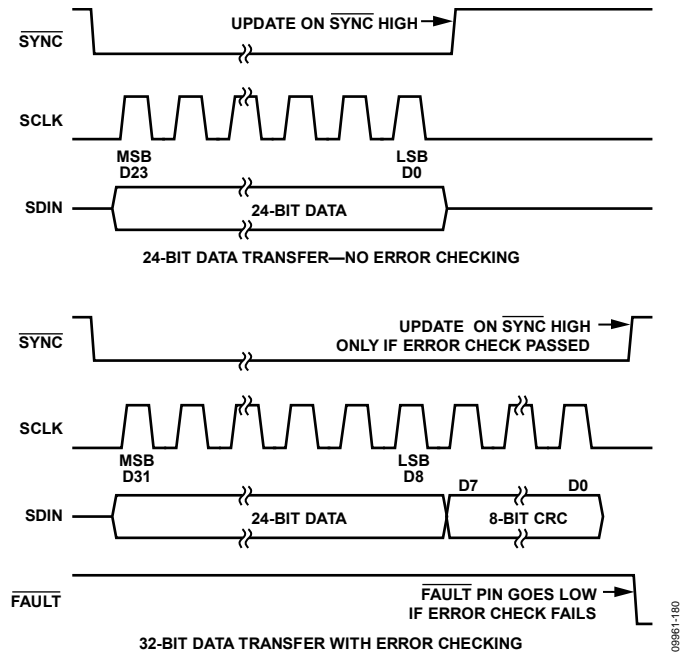 UPDATE ON SYNC HIGH
SYNC
SCLK
MSB
D23
LSB
D0
SDIN
24-BIT DATA
24-BIT DATA TRANSFER—NO ERROR CHECKING
UPDATE ON SYNC HIGH
ONLY IF ERROR CHECK PASSED
SYNC
SCLK
MSB
D31
LSB
D8
D7
D0
SDIN
24-BIT DATA
8-BIT CRC
FAULT PIN GOES LOW
IF ERROR CHECK FAILS
FAULT
32-BIT DATA TRANSFER WITH ERROR CHECKING
09961-180